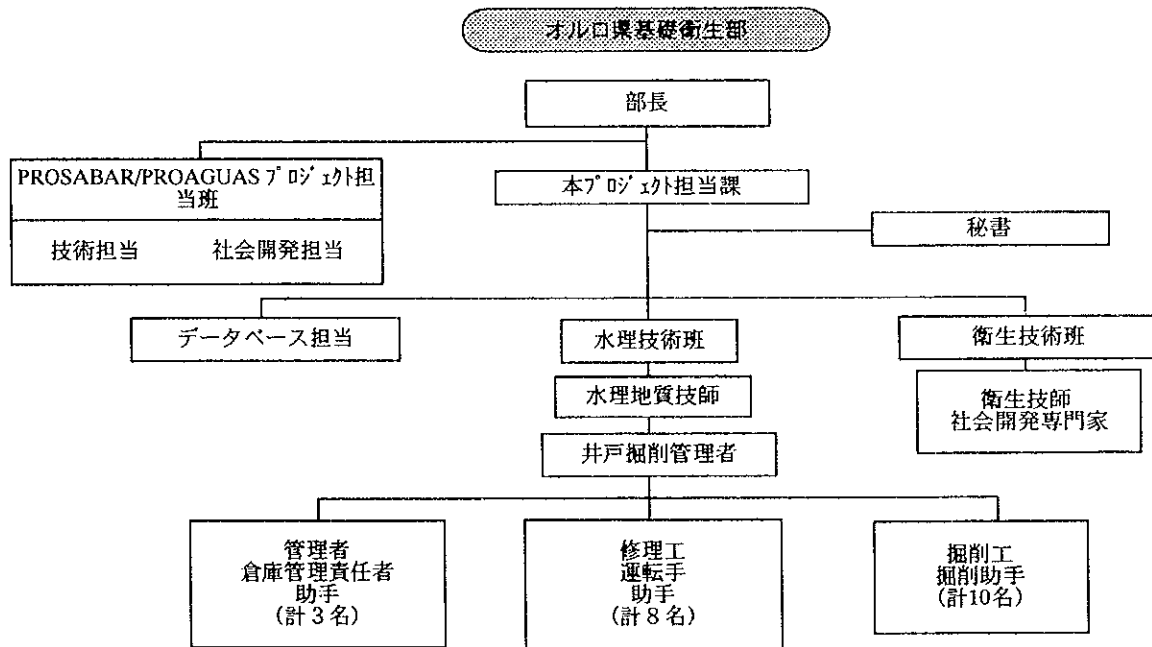 オルロ県基礎衛生部
部長
PROSABAR/PROAGUAS プロジェクト担
当班
技術担当 社会開発担当
本プロジェクト担当課
秘書
データベース担当
水理技術班
衛生技術班
水理地質技師
衛生技師
社会開発専門家
井戸掘削管理者
管理者
倉庫管理責任者
助手
(計3名)
修理工
運転手
助手
(計8名)
掘削工
掘削助手
(計10名)